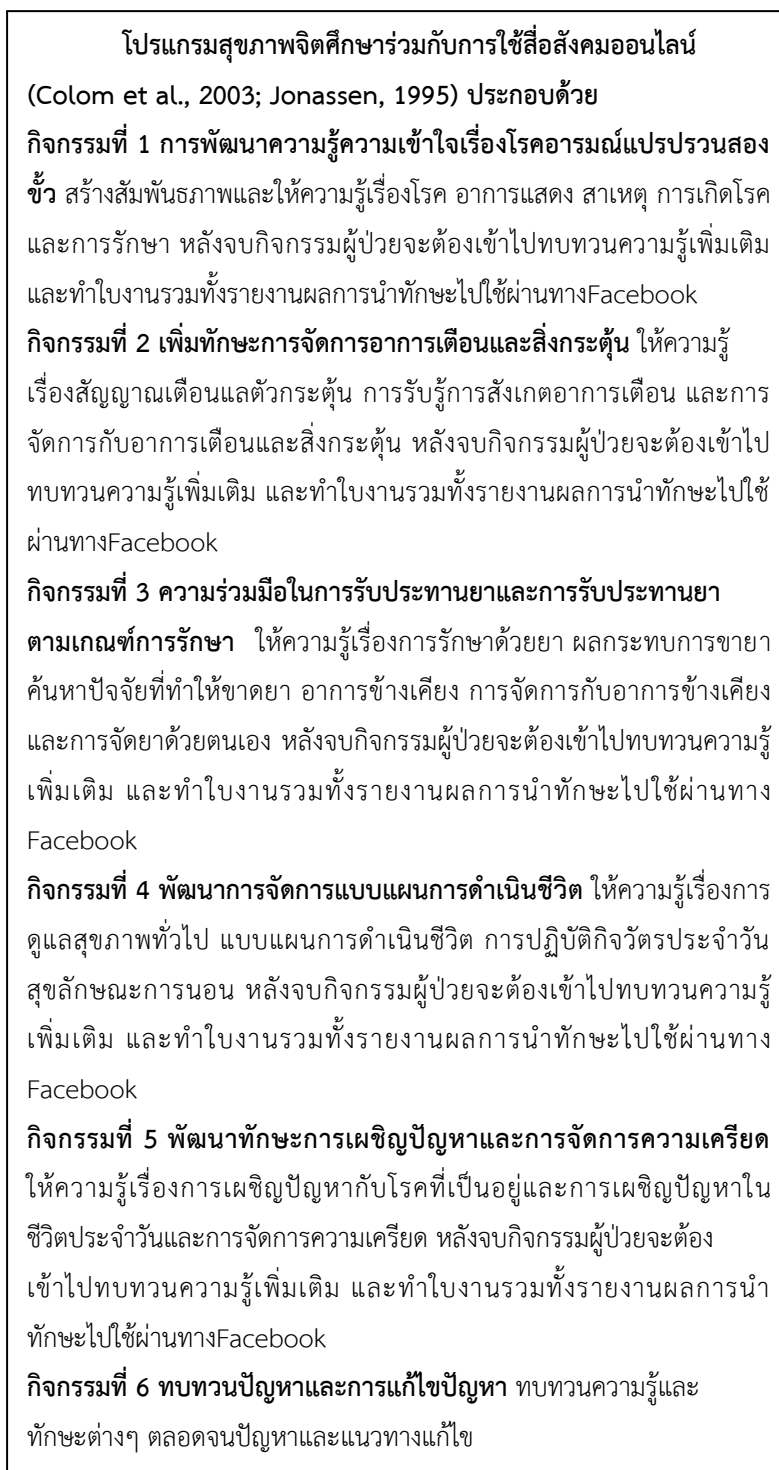 โปรแกรมสุขภาพจิตศึกษาร่วมกับการใช้สื่อสังคมออนไลน์
(Colom et al., 2003; Jonassen, 1995) ประกอบด้วย
กิจกรรมที่ 1 การพัฒนาความรู้ความเข้าใจเรื่องโรคอารมณ์แปรปรวนสอง
ขั้ว สร้างสัมพันธภาพและให้ความรู้เรื่องโรค อาการแสดง สาเหตุ การเกิดโรค
และการรักษา หลังจบกิจกรรมผู้ป่วยจะต้องเข้าไปทบทวนความรู้เพิ่มเติม
และทำใบงานรวมทั้งรายงานผลการนำทักษะไปใช้ผ่านทางFacebook
กิจกรรมที่ 2 เพิ่มทักษะการจัดการอาการเตือนและสิ่งกระตุ้น ให้ความรู้
เรื่องสัญญาณเตือนแลตัวกระตุ้น การรับรู้การสังเกตอาการเตือน และการ
จัดการกับอาการเตือนและสิ่งกระตุ้น หลังจบกิจกรรมผู้ป่วยจะต้องเข้าไป
ทบทวนความรู้เพิ่มเติม และทำใบงานรวมทั้งรายงานผลการนำทักษะไปใช้
ผ่านทางFacebook
กิจกรรมที่ 3 ความร่วมมือในการรับประทานยาและการรับประทานยา
ตามเกณฑ์การรักษา ให้ความรู้เรื่องการรักษาด้วยยา ผลกระทบการขายา
ค้นหาปัจจัยที่ทำให้ขาดยา อาการข้างเคียง การจัดการกับอาการข้างเคียง
และการจัดยาด้วยตนเอง หลังจบกิจกรรมผู้ป่วยจะต้องเข้าไปทบทวนความรู้
เพิ่มเติม และทำใบงานรวมทั้งรายงานผลการนำทักษะไปใช้ผ่านทาง
Facebook
กิจกรรมที่ 4 พัฒนาการจัดการแบบแผนการดำเนินชีวิต ให้ความรู้เรื่องการ
ดูแลสุขภาพทั่วไป แบบแผนการดำเนินชีวิต การปฏิบัติกิจวัตรประจำวัน
สุขลักษณะการนอน หลังจบกิจกรรมผู้ป่วยจะต้องเข้าไปทบทวนความรู้
เพิ่มเติม และทำใบงานรวมทั้งรายงานผลการนำทักษะไปใช้ผ่านทาง
Facebook
กิจกรรมที่ 5 พัฒนาทักษะการเผชิญปัญหาและการจัดการความเครียด
ให้ความรู้เรื่องการเผชิญปัญหากับโรคที่เป็นอยู่และการเผชิญปัญหาใน
ชีวิตประจำวันและการจัดการความเครียด หลังจบกิจกรรมผู้ป่วยจะต้อง
เข้าไปทบทวนความรู้เพิ่มเติม และทำใบงานรวมทั้งรายงานผลการนำ
ทักษะไปใช้ผ่านทางFacebook
กิจกรรมที่ 6 ทบทวนปัญหาและการแก้ไขปัญหา ทบทวนความรู้และ
ทักษะต่างๆ ตลอดจนปัญหาและแนวทางแก้ไข